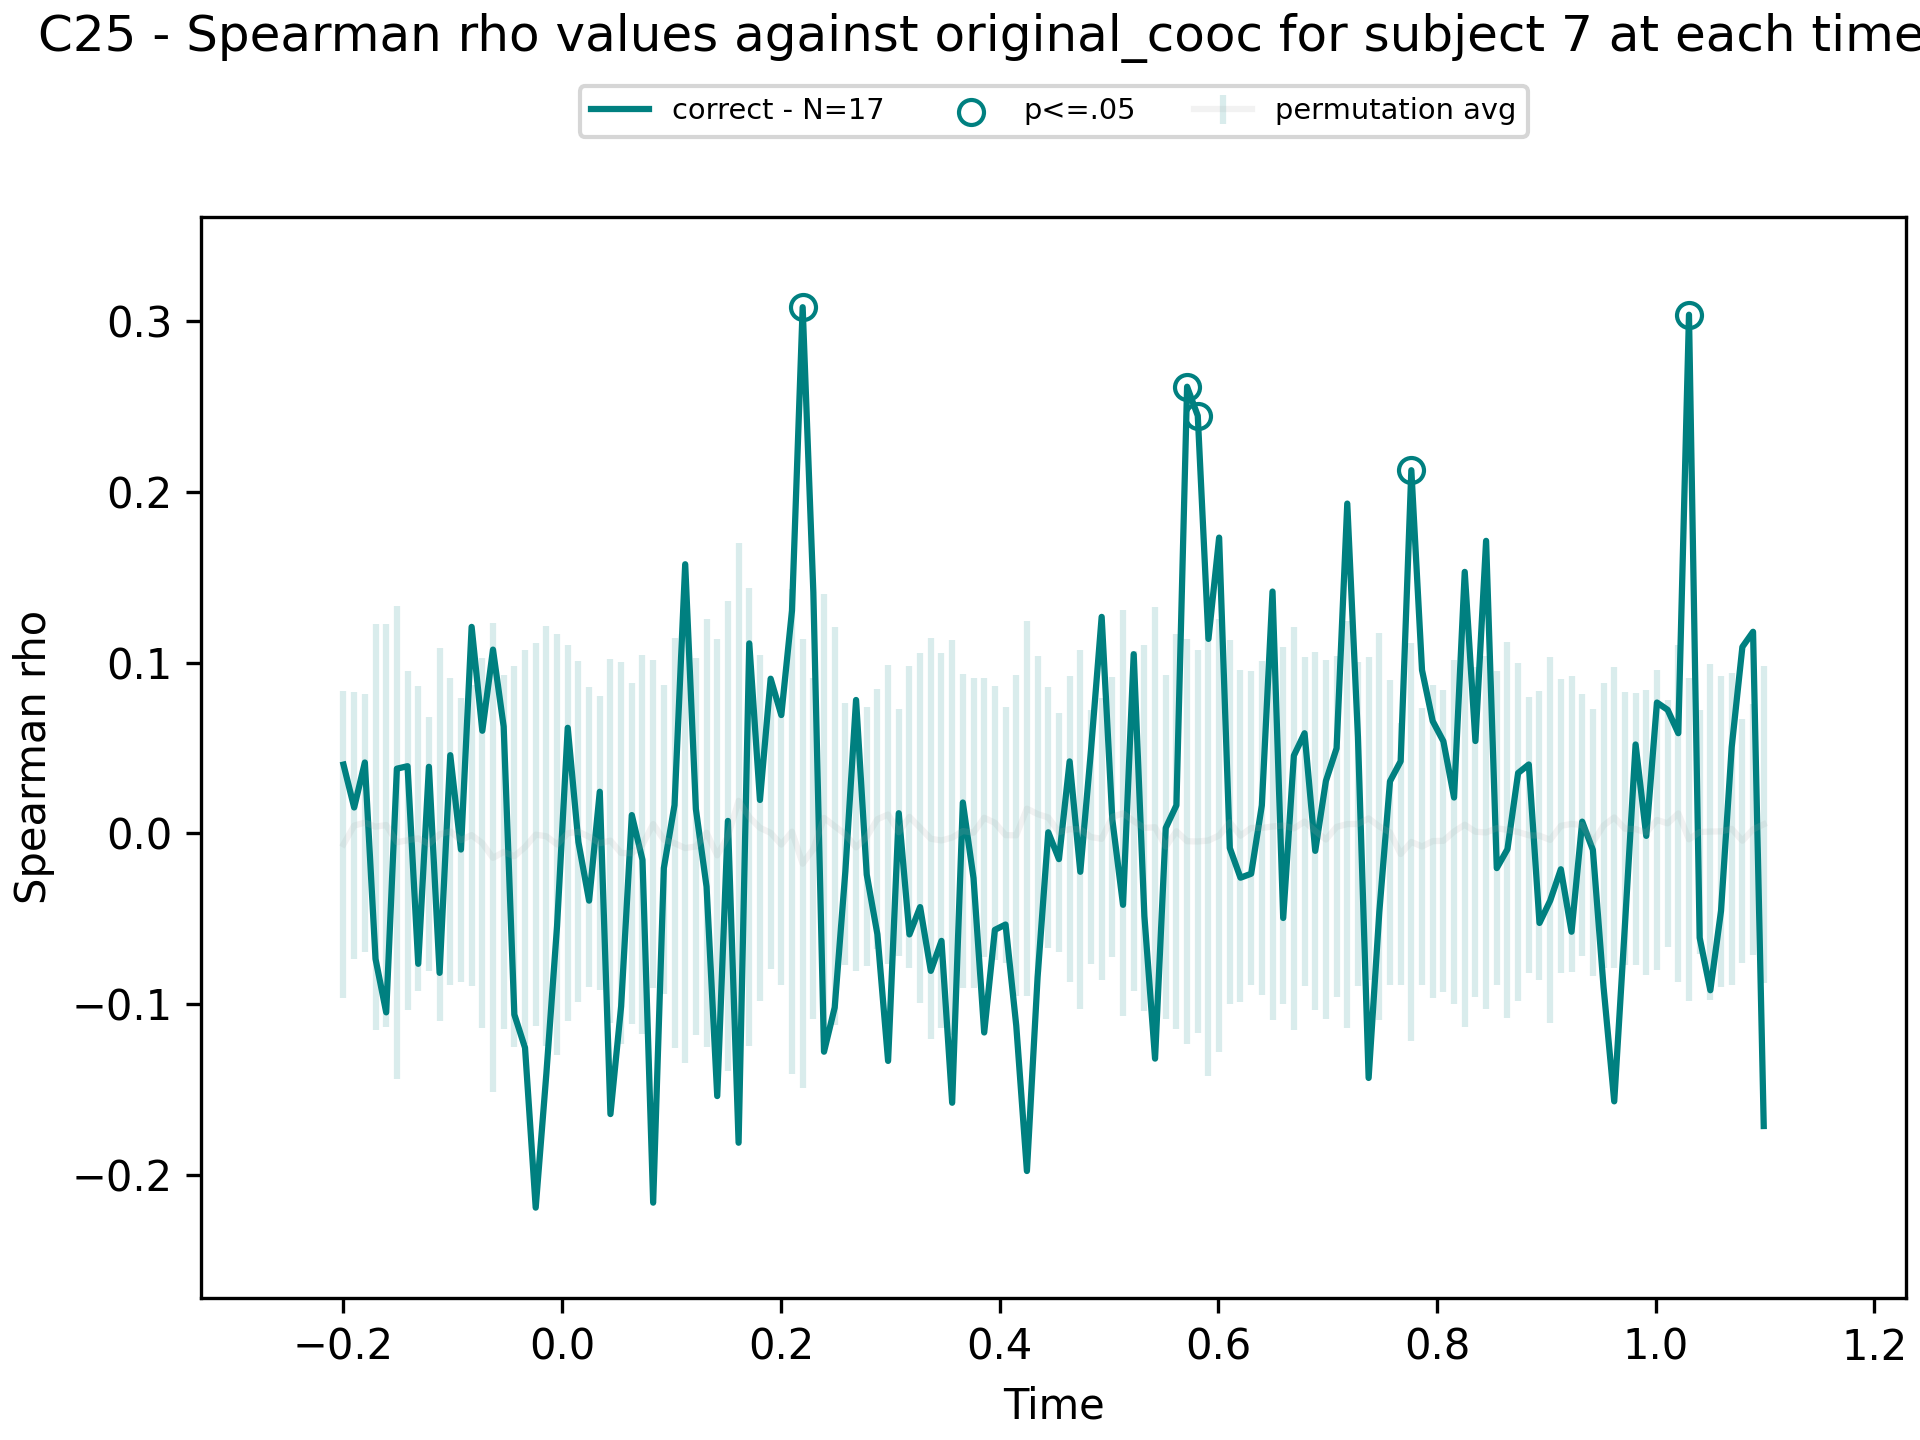 C25 - Spearman rho values against original_cooc for subject 7 at each time
correct - N=17 p<=.05 permutation avg
Spearman rho
0.3
0.2
0.1
0.0
−0.1
−0.2
−0.2 0.0 0.2 0.4 0.6 0.8 1.0 1.2
Time